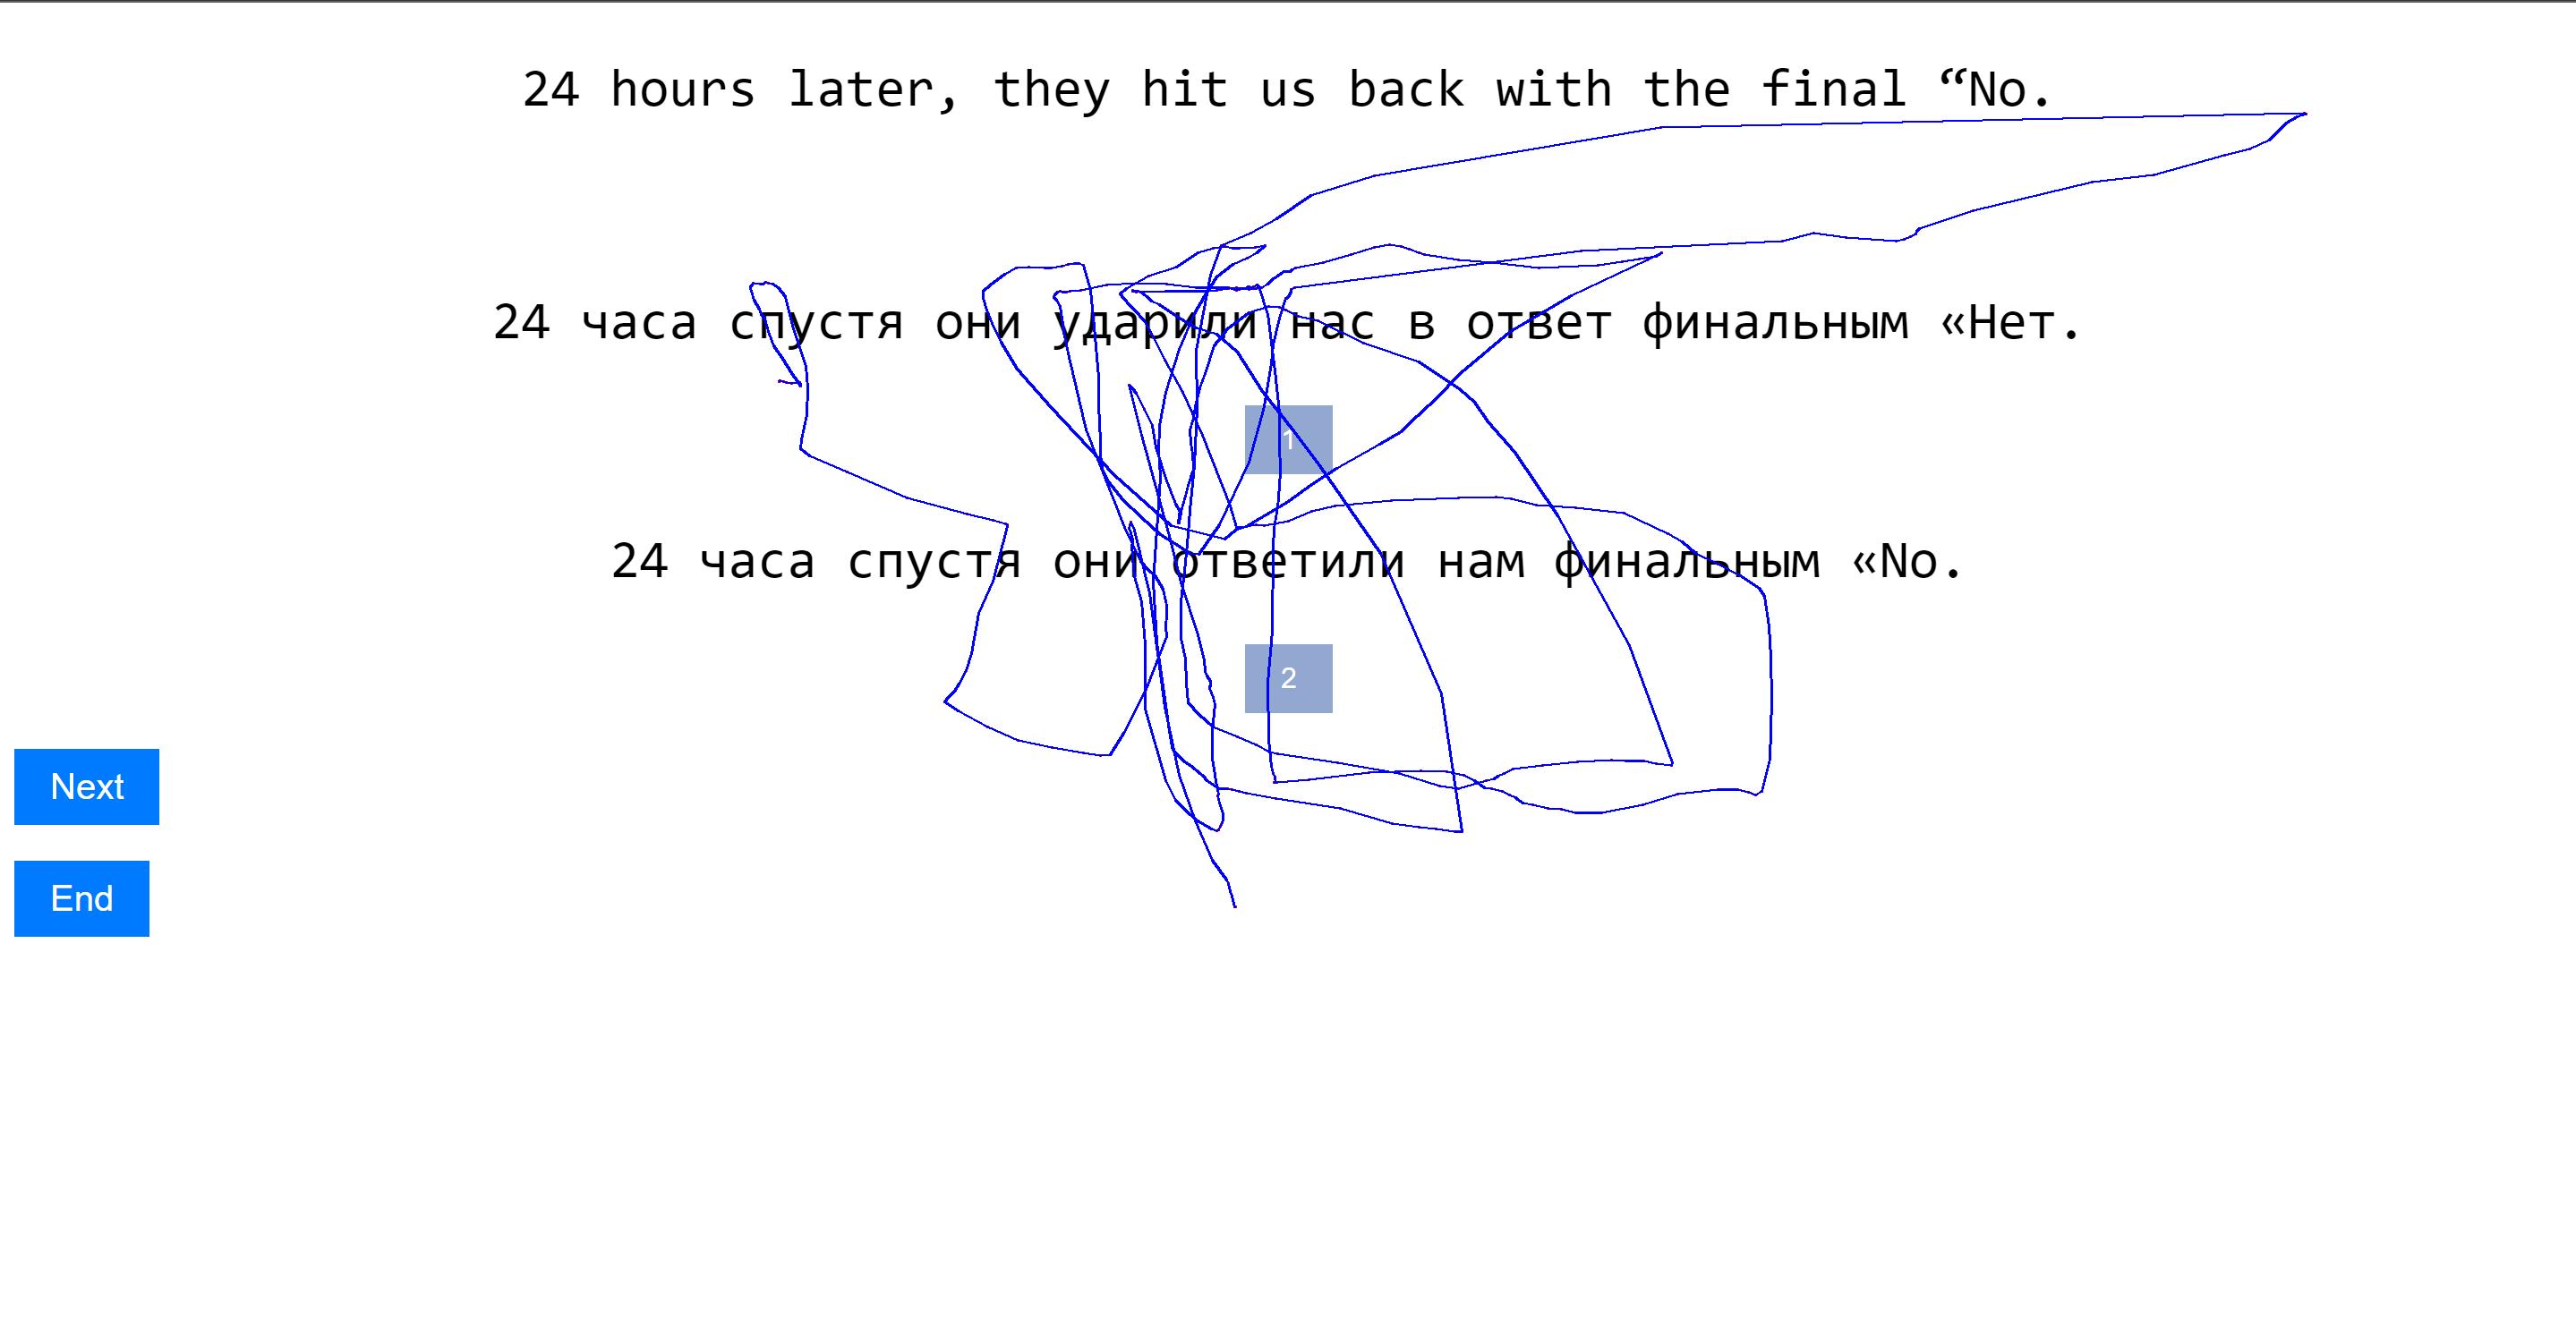 24 hours later, they hit us back with the final “No.
24 часа спустя они ударили нас в ответ финальным «Нет.
1
24 часа спустя они ответили нам финальным «No.
2
Next
End